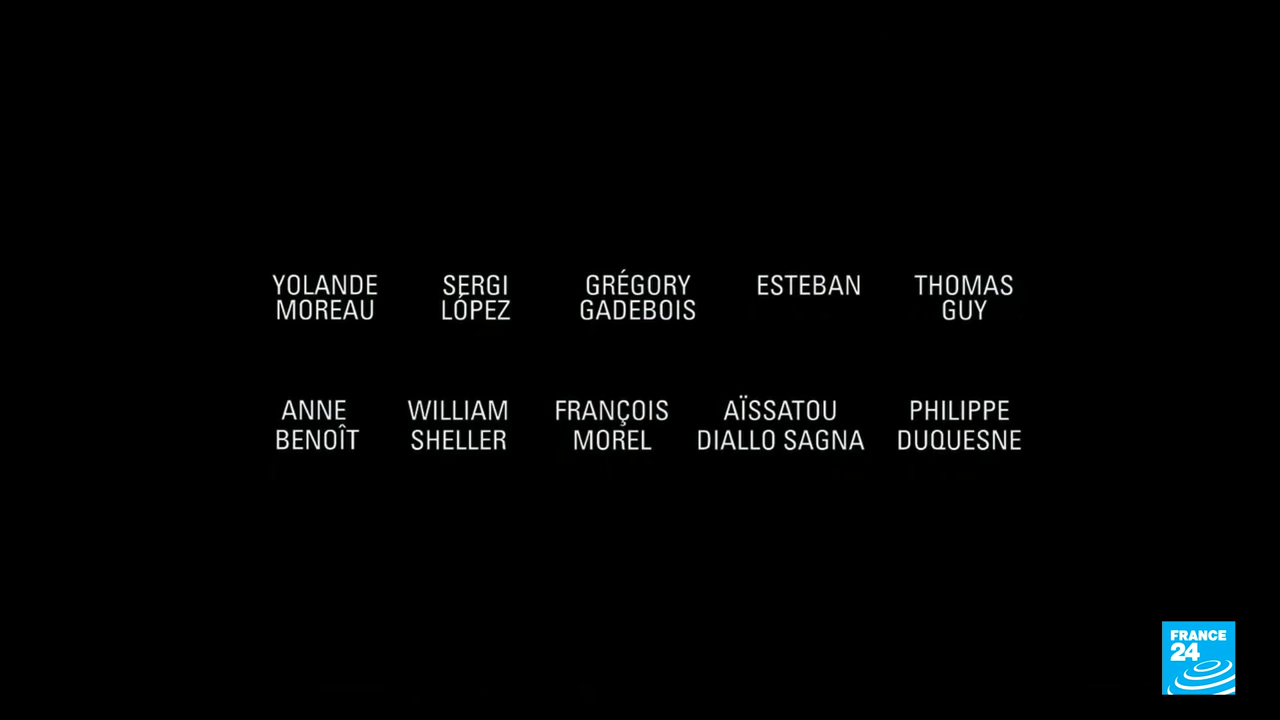 YOLANDE MOREAU
SERGI LÓPEZ
GRÉGORY GADEBOIS
ESTEBAN
THOMAS GUY
ANNE BENOÎT
WILLIAM SHELLER
FRANÇOIS MOREL
AÏSSATOU DIALLO SAGNA
PHILIPPE DUQUESNE
FRANCE
24